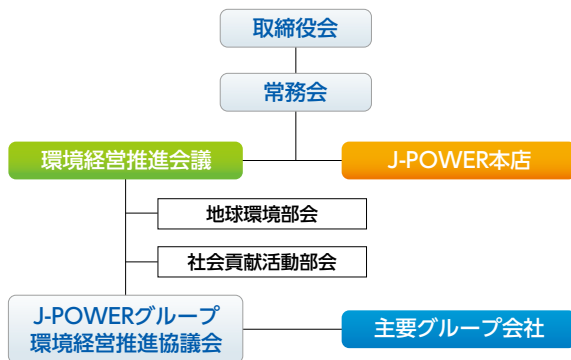 取締役会
常務会
環境経営推進会議
J-POWER本店
地球環境部会
社会貢献活動部会
J-POWERグループ
環境経営推進協議会
主要グループ会社